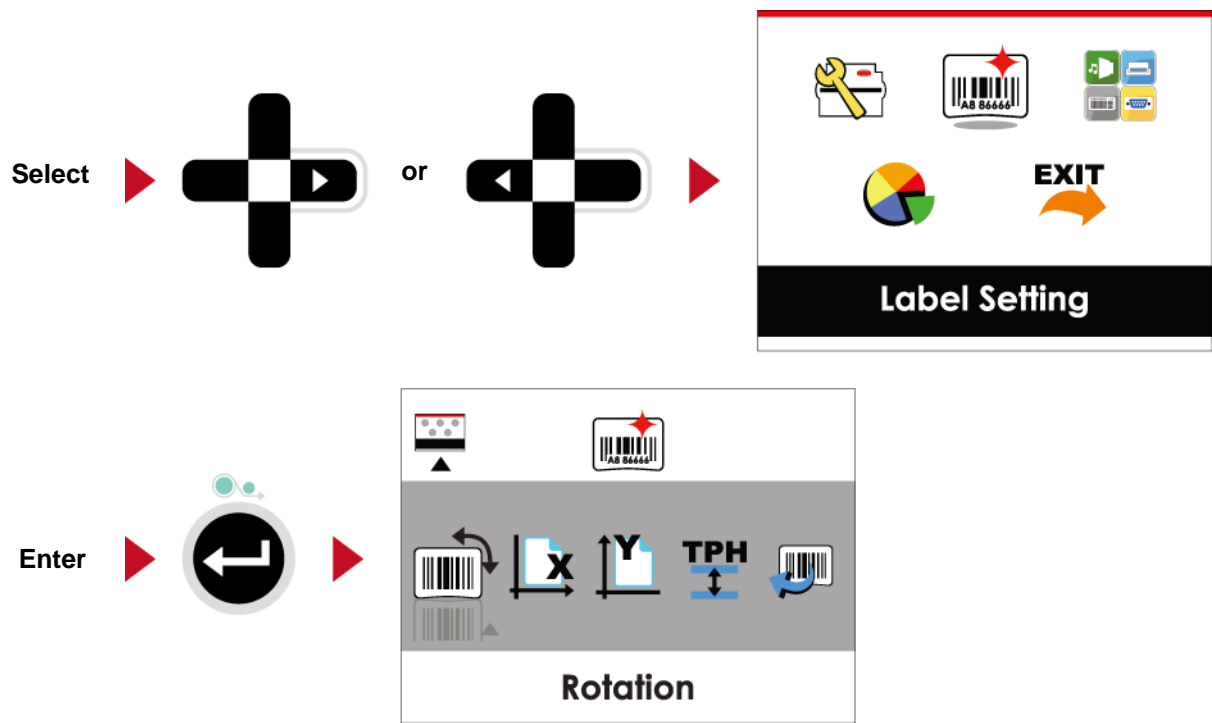 A8 86666
Select
or
EXIT
Label Setting
A8 86666
Enter
X
Y
TPH
Rotation